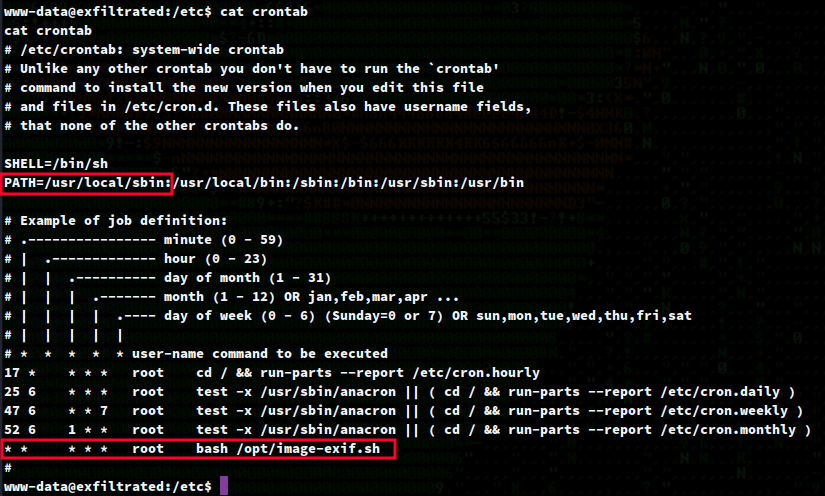 www-data@exfiltrated:/etc$ cat crontab
cat crontab
# /etc/crontab: system-wide crontab
# Unlike any other crontab you don't have to run the `crontab'
# command to install the new version when you edit this file
# and files in /etc/cron.d. These files also have username fields,
# that none of the other crontabs do.
SHELL=/bin/sh
PATH=/usr/local/sbin:/usr/local/bin:/sbin:/bin:/usr/sbin:/usr/bin
# Example of job definition:
# .---------------- minute (0 - 59)
# |  .------------- hour (0 - 23)
# |  |  .---------- day of month (1 - 31)
# |  |  |  .------- month (1 - 12) OR jan,feb,mar,apr ...
# |  |  |  |  .---- day of week (0 - 6) (Sunday=0 or 7) OR sun,mon,tue,wed,thu,fri,sat
# |  |  |  |  |
# *  *  *  *  * user-name command to be executed
17 *    * * *   root    cd / && run-parts --report /etc/cron.hourly
25 6    * * *   root    test -x /usr/sbin/anacron || ( cd / && run-parts --report /etc/cron.daily )
47 6    * * 7   root    test -x /usr/sbin/anacron || ( cd / && run-parts --report /etc/cron.weekly )
52 6    1 * *   root    test -x /usr/sbin/anacron || ( cd / && run-parts --report /etc/cron.monthly )
* *     * * *   root    bash /opt/image-exif.sh
#
www-data@exfiltrated:/etc$